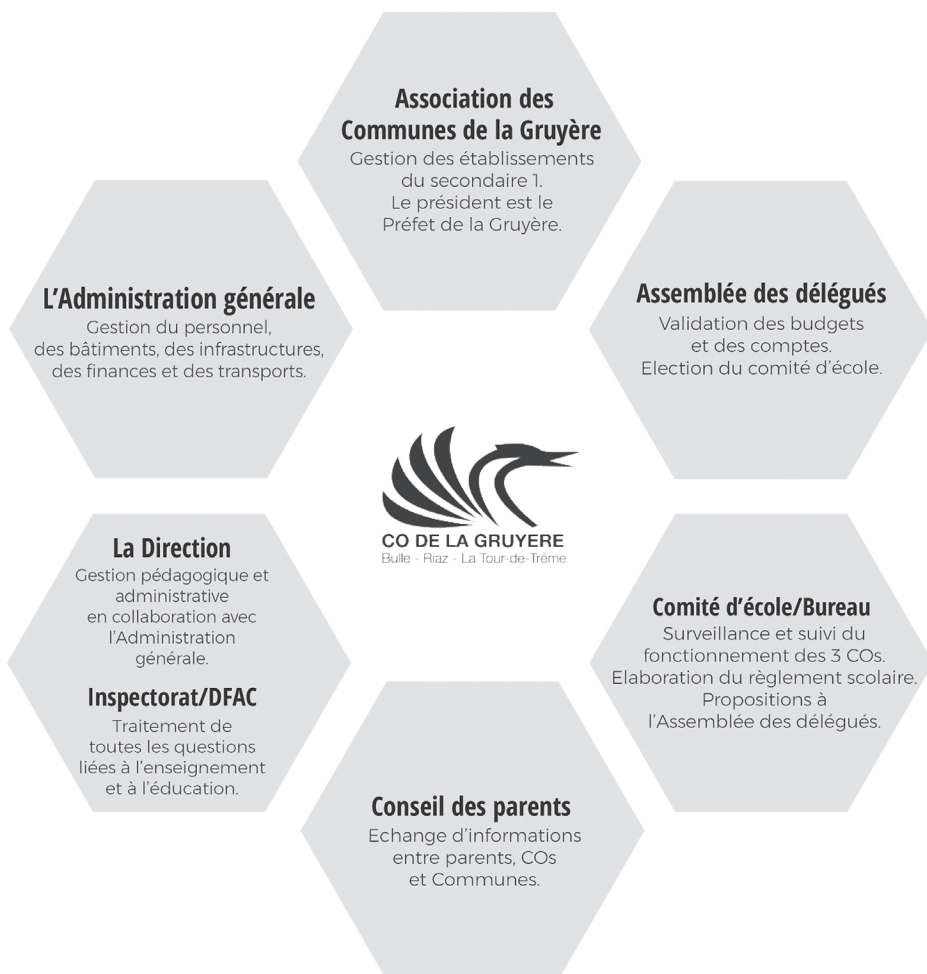 Association des
Communes de la Gruyère
Gestion des établissements
du secondaire 1.
Le président est le
Préfet de la Gruyère.
L'Administration générale
Gestion du personnel,
des bâtiments, des infrastructures,
des finances et des transports.
Assemblée des délégués
Validation des budgets
et des comptes.
Election du comité d'école.
CO DE LA GRUYERE
Bulle - Riaz - La Tour-de-Trême
La Direction
Gestion pédagogique et
administrative
en collaboration avec
l'Administration
générale.
Inspectorat/DFAC
Traitement de
toutes les questions
liées à l'enseignement
et à l'éducation.
Comité d'école/Bureau
Surveillance et suivi du
fonctionnement des 3 COs.
Elaboration du règlement scolaire.
Propositions à
l'Assemblée des délégués.
Conseil des parents
Echange d'informations
entre parents, COs
et Communes.